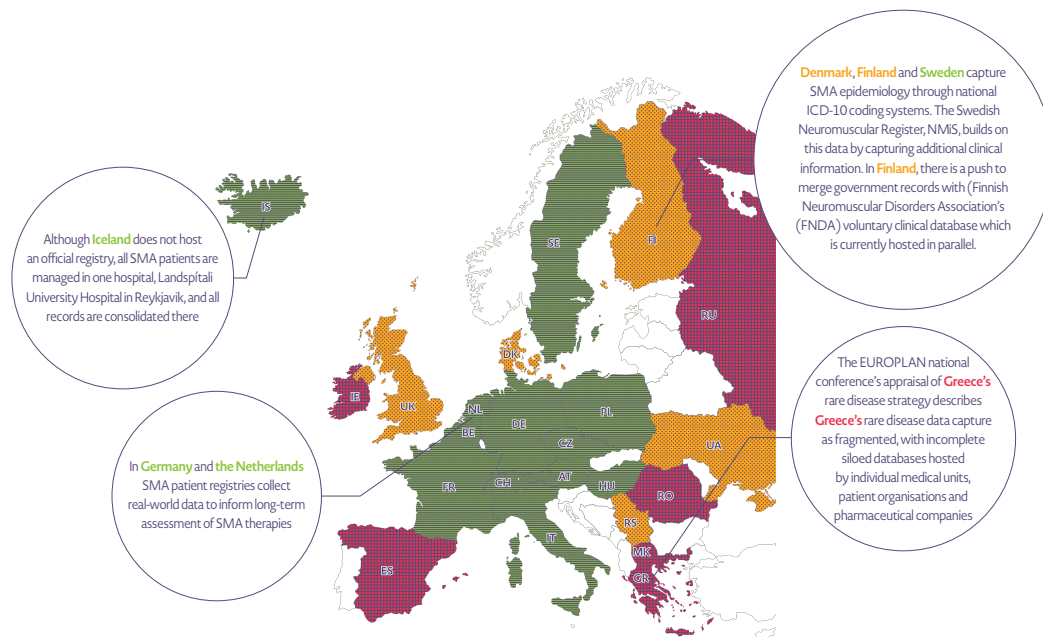 Denmark, Finland and Sweden capture
SMA epidemiology through national
ICD-10 coding systems. The Swedish
Neuromuscular Register, NMiS, builds on
this data by capturing additional clinical
information. In Finland, there is a push to
merge government records with (Finnish
Neuromuscular Disorders Association's
(FNDA) voluntary clinical database which
is currently hosted in parallel.
Although Iceland does not host
an official registry, all SMA patients are
managed in one hospital, Landspítali
University Hospital in Reykjavik, and all
records are consolidated there
IS
SE
FI
RU
DK
IE
UK
NL
BE
DE
PL
CZ
UA
AT
CH
HU
FR
RO
RS
IT
MK
ES
GR
The EUROPLAN national
conference's appraisal of Greece's
rare disease strategy describes
Greece's rare disease data capture
as fragmented, with incomplete
siloed databases hosted
by individual medical units,
patient organisations and
pharmaceutical companies
In Germany and the Netherlands
SMA patient registries collect
real-world data to inform long-term
assessment of SMA therapies